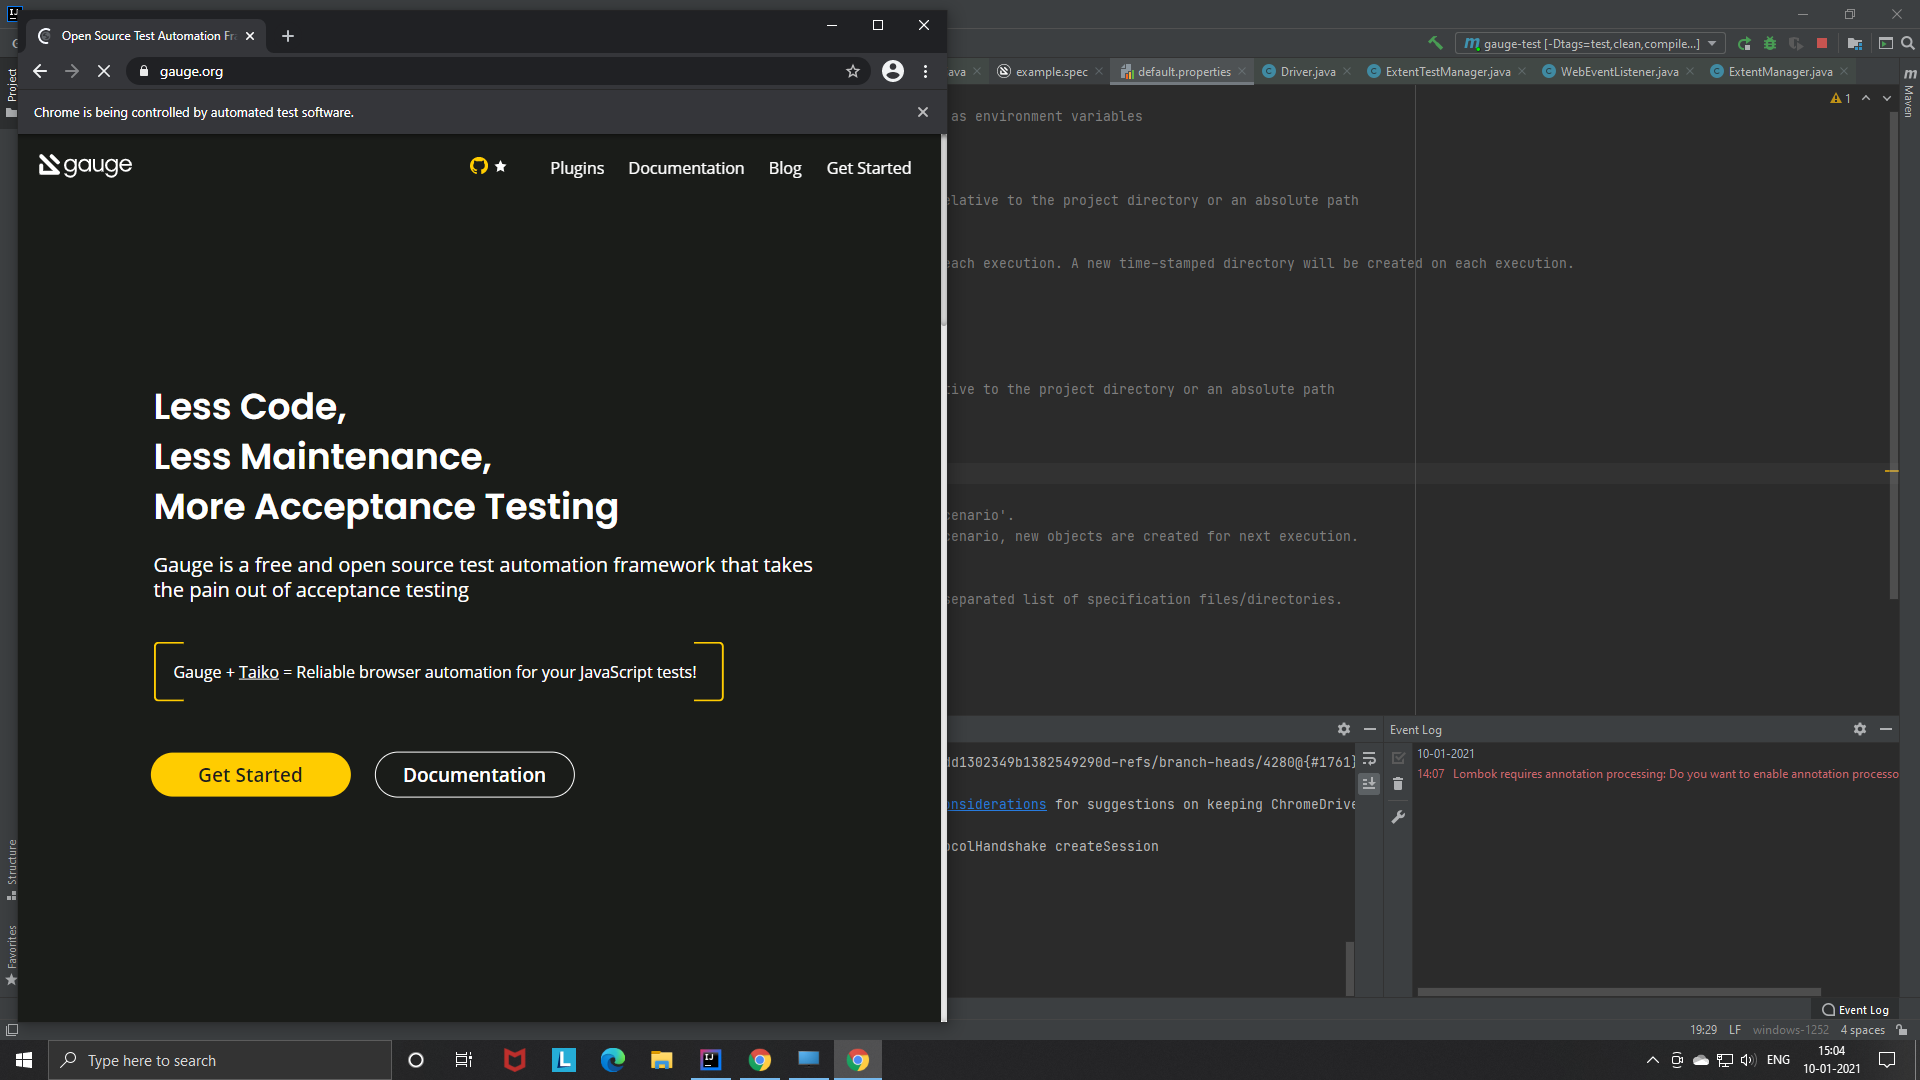 Open Source Test Automation Fr
gauge.org
Chrome is being controlled by automated test software.
gauge
Plugins Documentation Blog Get Started
Less Code,
Less Maintenance,
More Acceptance Testing
Gauge is a free and open source test automation framework that takes
the pain out of acceptance testing
Gauge + Taiko = Reliable browser automation for your JavaScript tests!
Get Started Documentation
Project
Structure
Favorites
gauge-test [-Dtags=test,clean,compile...]
ava example.spec default.properties Driver.java ExtentTestManager.java WebEventListener.java ExtentManager.java
m Maven
1
as environment variables
elative to the project directory or an absolute path
each execution. A new time-stamped directory will be created on each execution.
tive to the project directory or an absolute path
cenario'.
cenario, new objects are created for next execution.
separated list of specification files/directories.
dd1302349b1382549290d-refs/branch-heads/4280@{#1761}
onsiderations for suggestions on keeping ChromeDrive
ocolHandshake createSession
Event Log
10-01-2021
14:07 Lombok requires annotation processing: Do you want to enable annotation processo
Event Log
19:29 LF windows-1252 4 spaces
Type here to search
ENG
15:04
10-01-2021